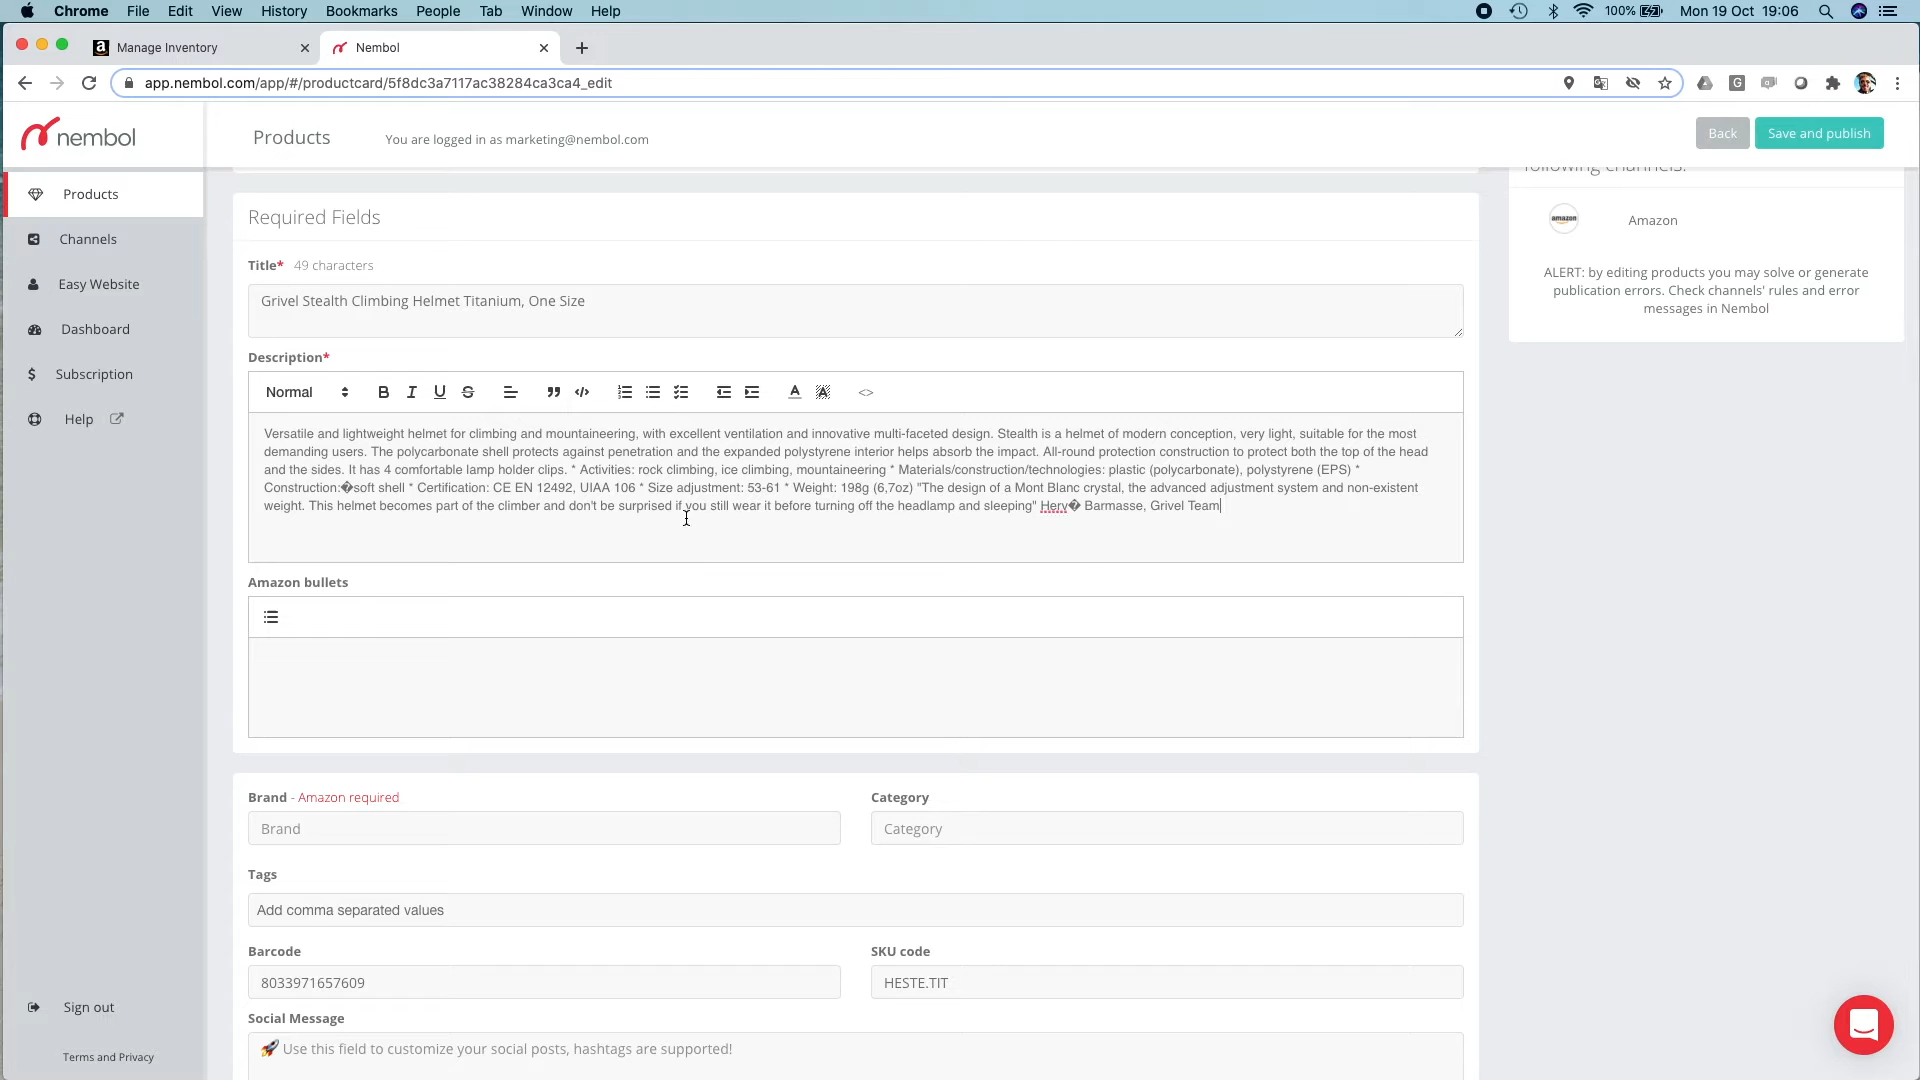 Chrome File Edit View History Bookmarks People Tab Window Help 100% Mon 19 Oct 19:06
Manage Inventory
Nembol
app.nembol.com/app/#/productcard/5f8dc3a7117ac38284ca3ca4_edit
nembol
Products
You are logged in as marketing@nembol.com
Back
Save and publish
Products
Channels
Easy Website
Dashboard
Subscription
Help
Sign out
Terms and Privacy
Required Fields
Title* 49 characters
Grivel Stealth Climbing Helmet Titanium, One Size
Description*
Normal
Versatile and lightweight helmet for climbing and mountaineering, with excellent ventilation and innovative multi-faceted design. Stealth is a helmet of modern conception, very light, suitable for the most
demanding users. The polycarbonate shell protects against penetration and the expanded polystyrene interior helps absorb the impact. All-round protection construction to protect both the top of the head
and the sides. It has 4 comfortable lamp holder clips. * Activities: rock climbing, ice climbing, mountaineering * Materials/construction/technologies: plastic (polycarbonate), polystyrene (EPS) *
Construction:�soft shell * Certification: CE EN 12492, UIAA 106 * Size adjustment: 53-61 * Weight: 198g (6,7oz) "The design of a Mont Blanc crystal, the advanced adjustment system and non-existent
weight. This helmet becomes part of the climber and don't be surprised if you still wear it before turning off the headlamp and sleeping" Herv� Barmasse, Grivel Team
Amazon bullets
Brand - Amazon required
Brand
Category
Category
Tags
Add comma separated values
Barcode
8033971657609
SKU code
HESTE.TIT
Social Message
🚀 Use this field to customize your social posts, hashtags are supported!
following channels:
amazon
Amazon
ALERT: by editing products you may solve or generate
publication errors. Check channels' rules and error
messages in Nembol